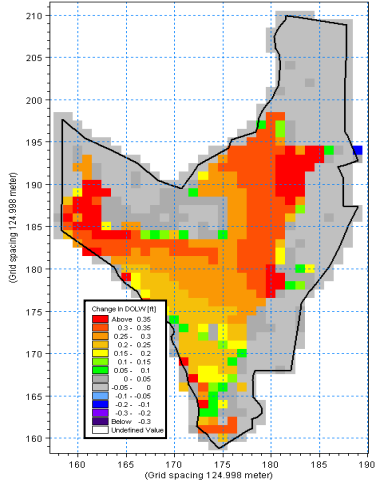 210
205
200
195
190
185
180
175
170
165
160
(Grid spacing 124.998 meter)
Change In DOLW [ft]
Above 0.35
0.3 - 0.35
0.25 - 0.3
0.2 - 0.25
0.15 - 0.2
0.1 - 0.15
0.05 - 0.1
0 - 0.05
-0.05 - 0
-0.1 - -0.05
-0.2 - -0.1
-0.3 - -0.2
Below -0.3
Undefined Value
160 165 170 175 180 185 190
(Grid spacing 124.998 meter)